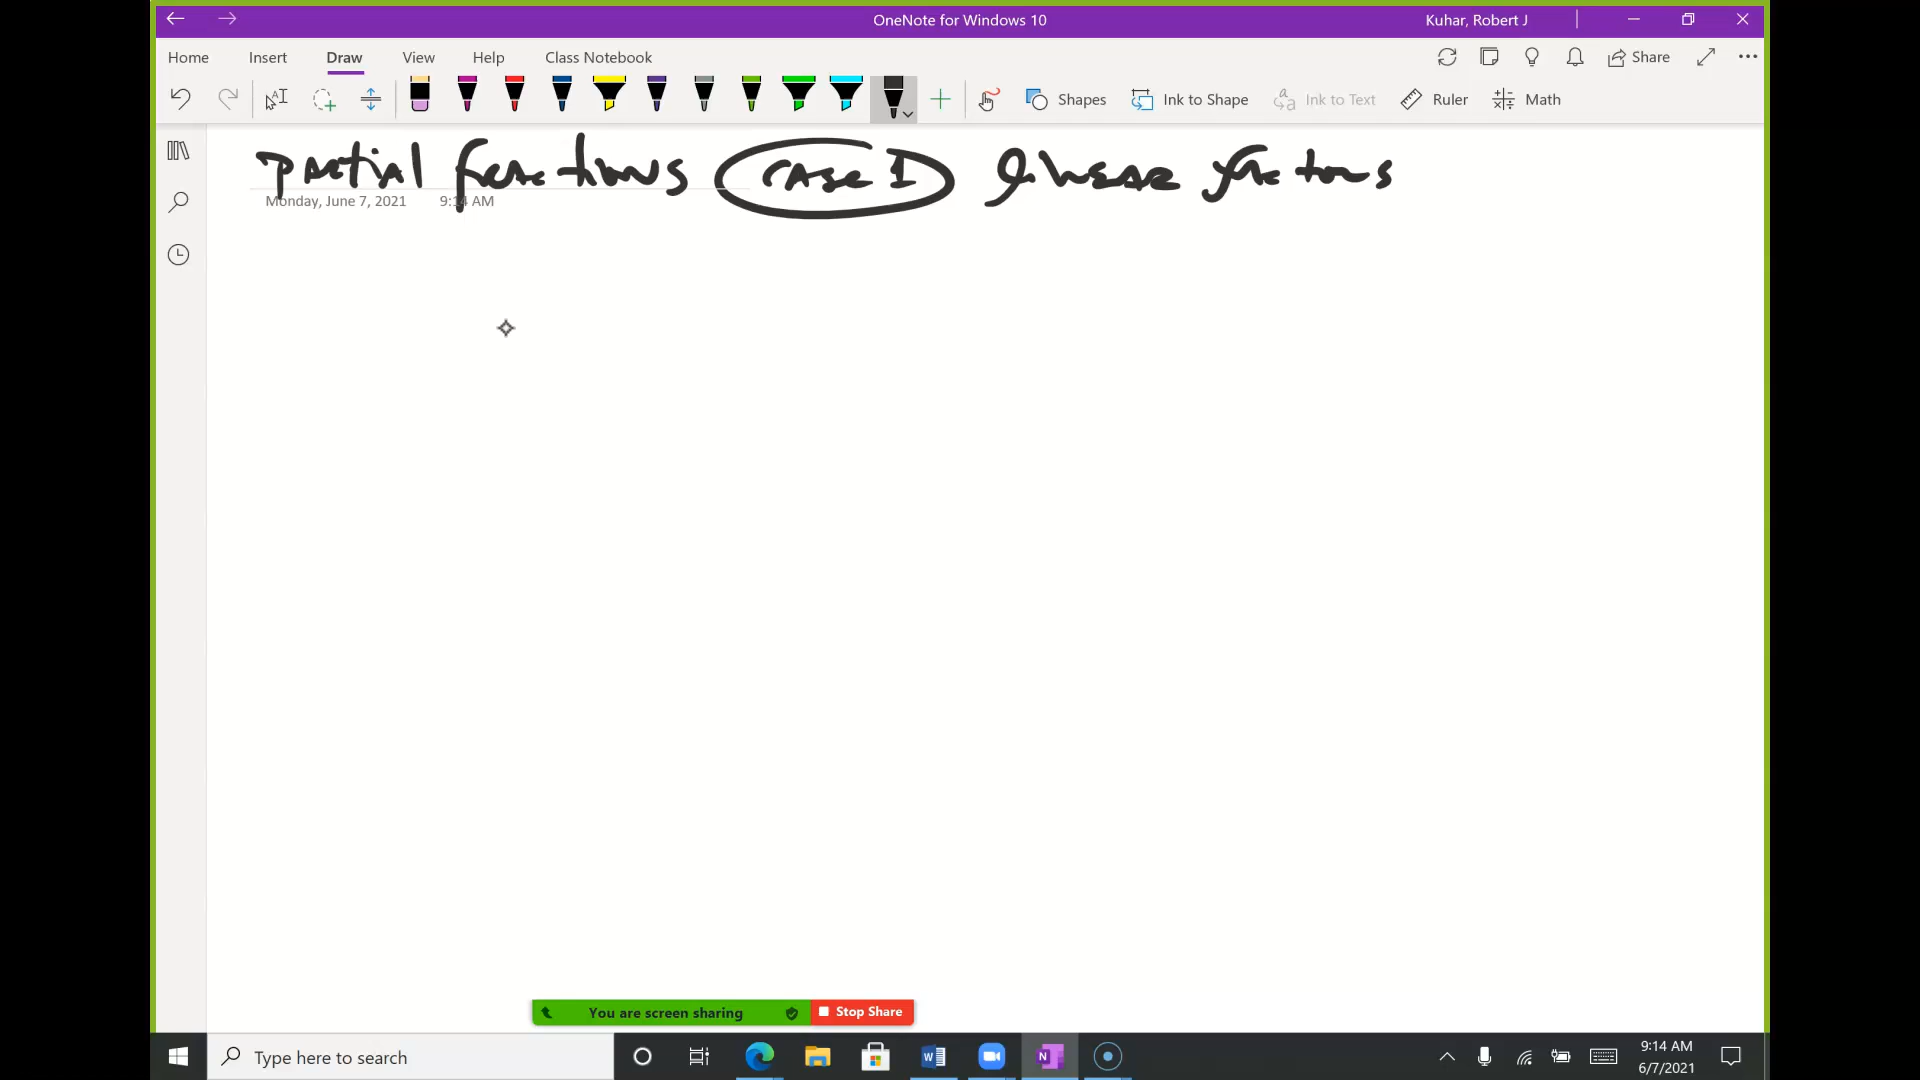 OneNote for Windows 10 Kuhar, Robert J
Home Insert Draw View Help Class Notebook Share
Shapes Ink to Shape Ink to Text Ruler Math
Partial fractions CASE I linear factors
Monday, June 7, 2021 9:14 AM
You are screen sharing Stop Share
Type here to search
9:14 AM
6/7/2021